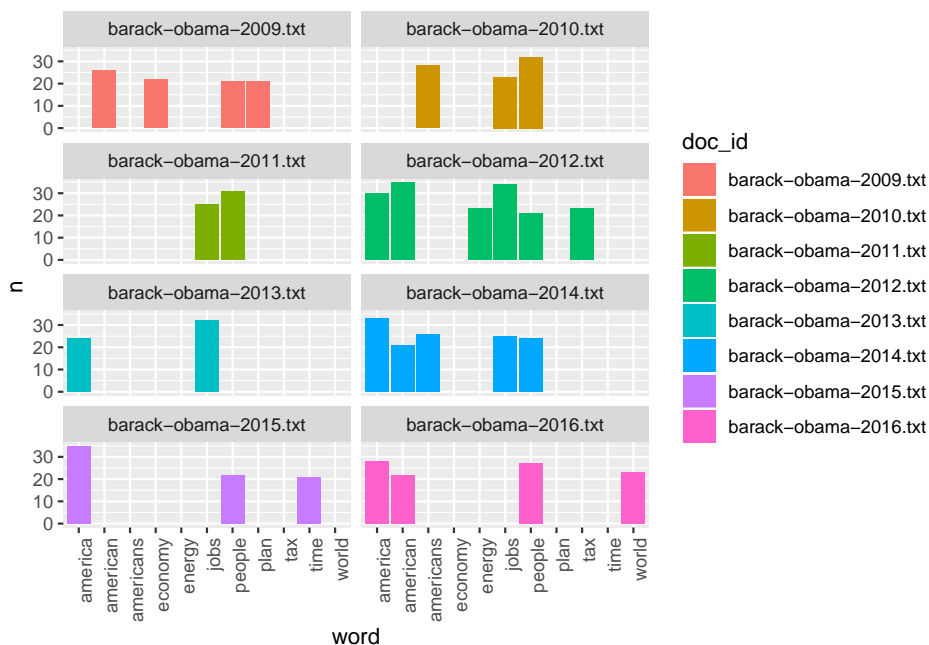 barack−obama−2009.txt
barack−obama−2010.txt
30
20
10
0
barack−obama−2011.txt
barack−obama−2012.txt
30
20
10
0
barack−obama−2013.txt
barack−obama−2014.txt
30
20
10
0
barack−obama−2015.txt
barack−obama−2016.txt
30
20
10
0
n
america
american
americans
economy
energy
jobs
people
plan
tax
time
world
america
american
americans
economy
energy
jobs
people
plan
tax
time
world
word
doc_id
barack−obama−2009.txt
barack−obama−2010.txt
barack−obama−2011.txt
barack−obama−2012.txt
barack−obama−2013.txt
barack−obama−2014.txt
barack−obama−2015.txt
barack−obama−2016.txt